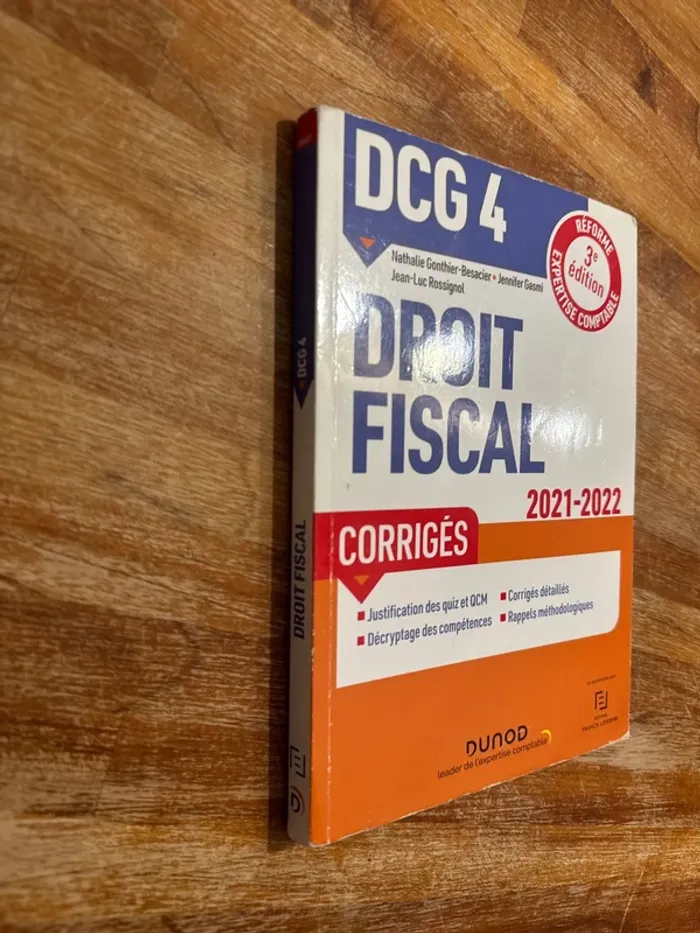 DCG 4
Nathalie Gonthier-Besacier • Jennifer Gasmi
Jean-Luc Rossignol
RÉFORME
3e
édition
EXPERTISE COMPTABLE
DROIT
FISCAL
2021-2022
CORRIGÉS
Justification des quiz et QCM
Décryptage des compétences
Corrigés détaillés
Rappels méthodologiques
DUNOD
leader de l'expertise comptable
DCG 4
DROIT FISCAL